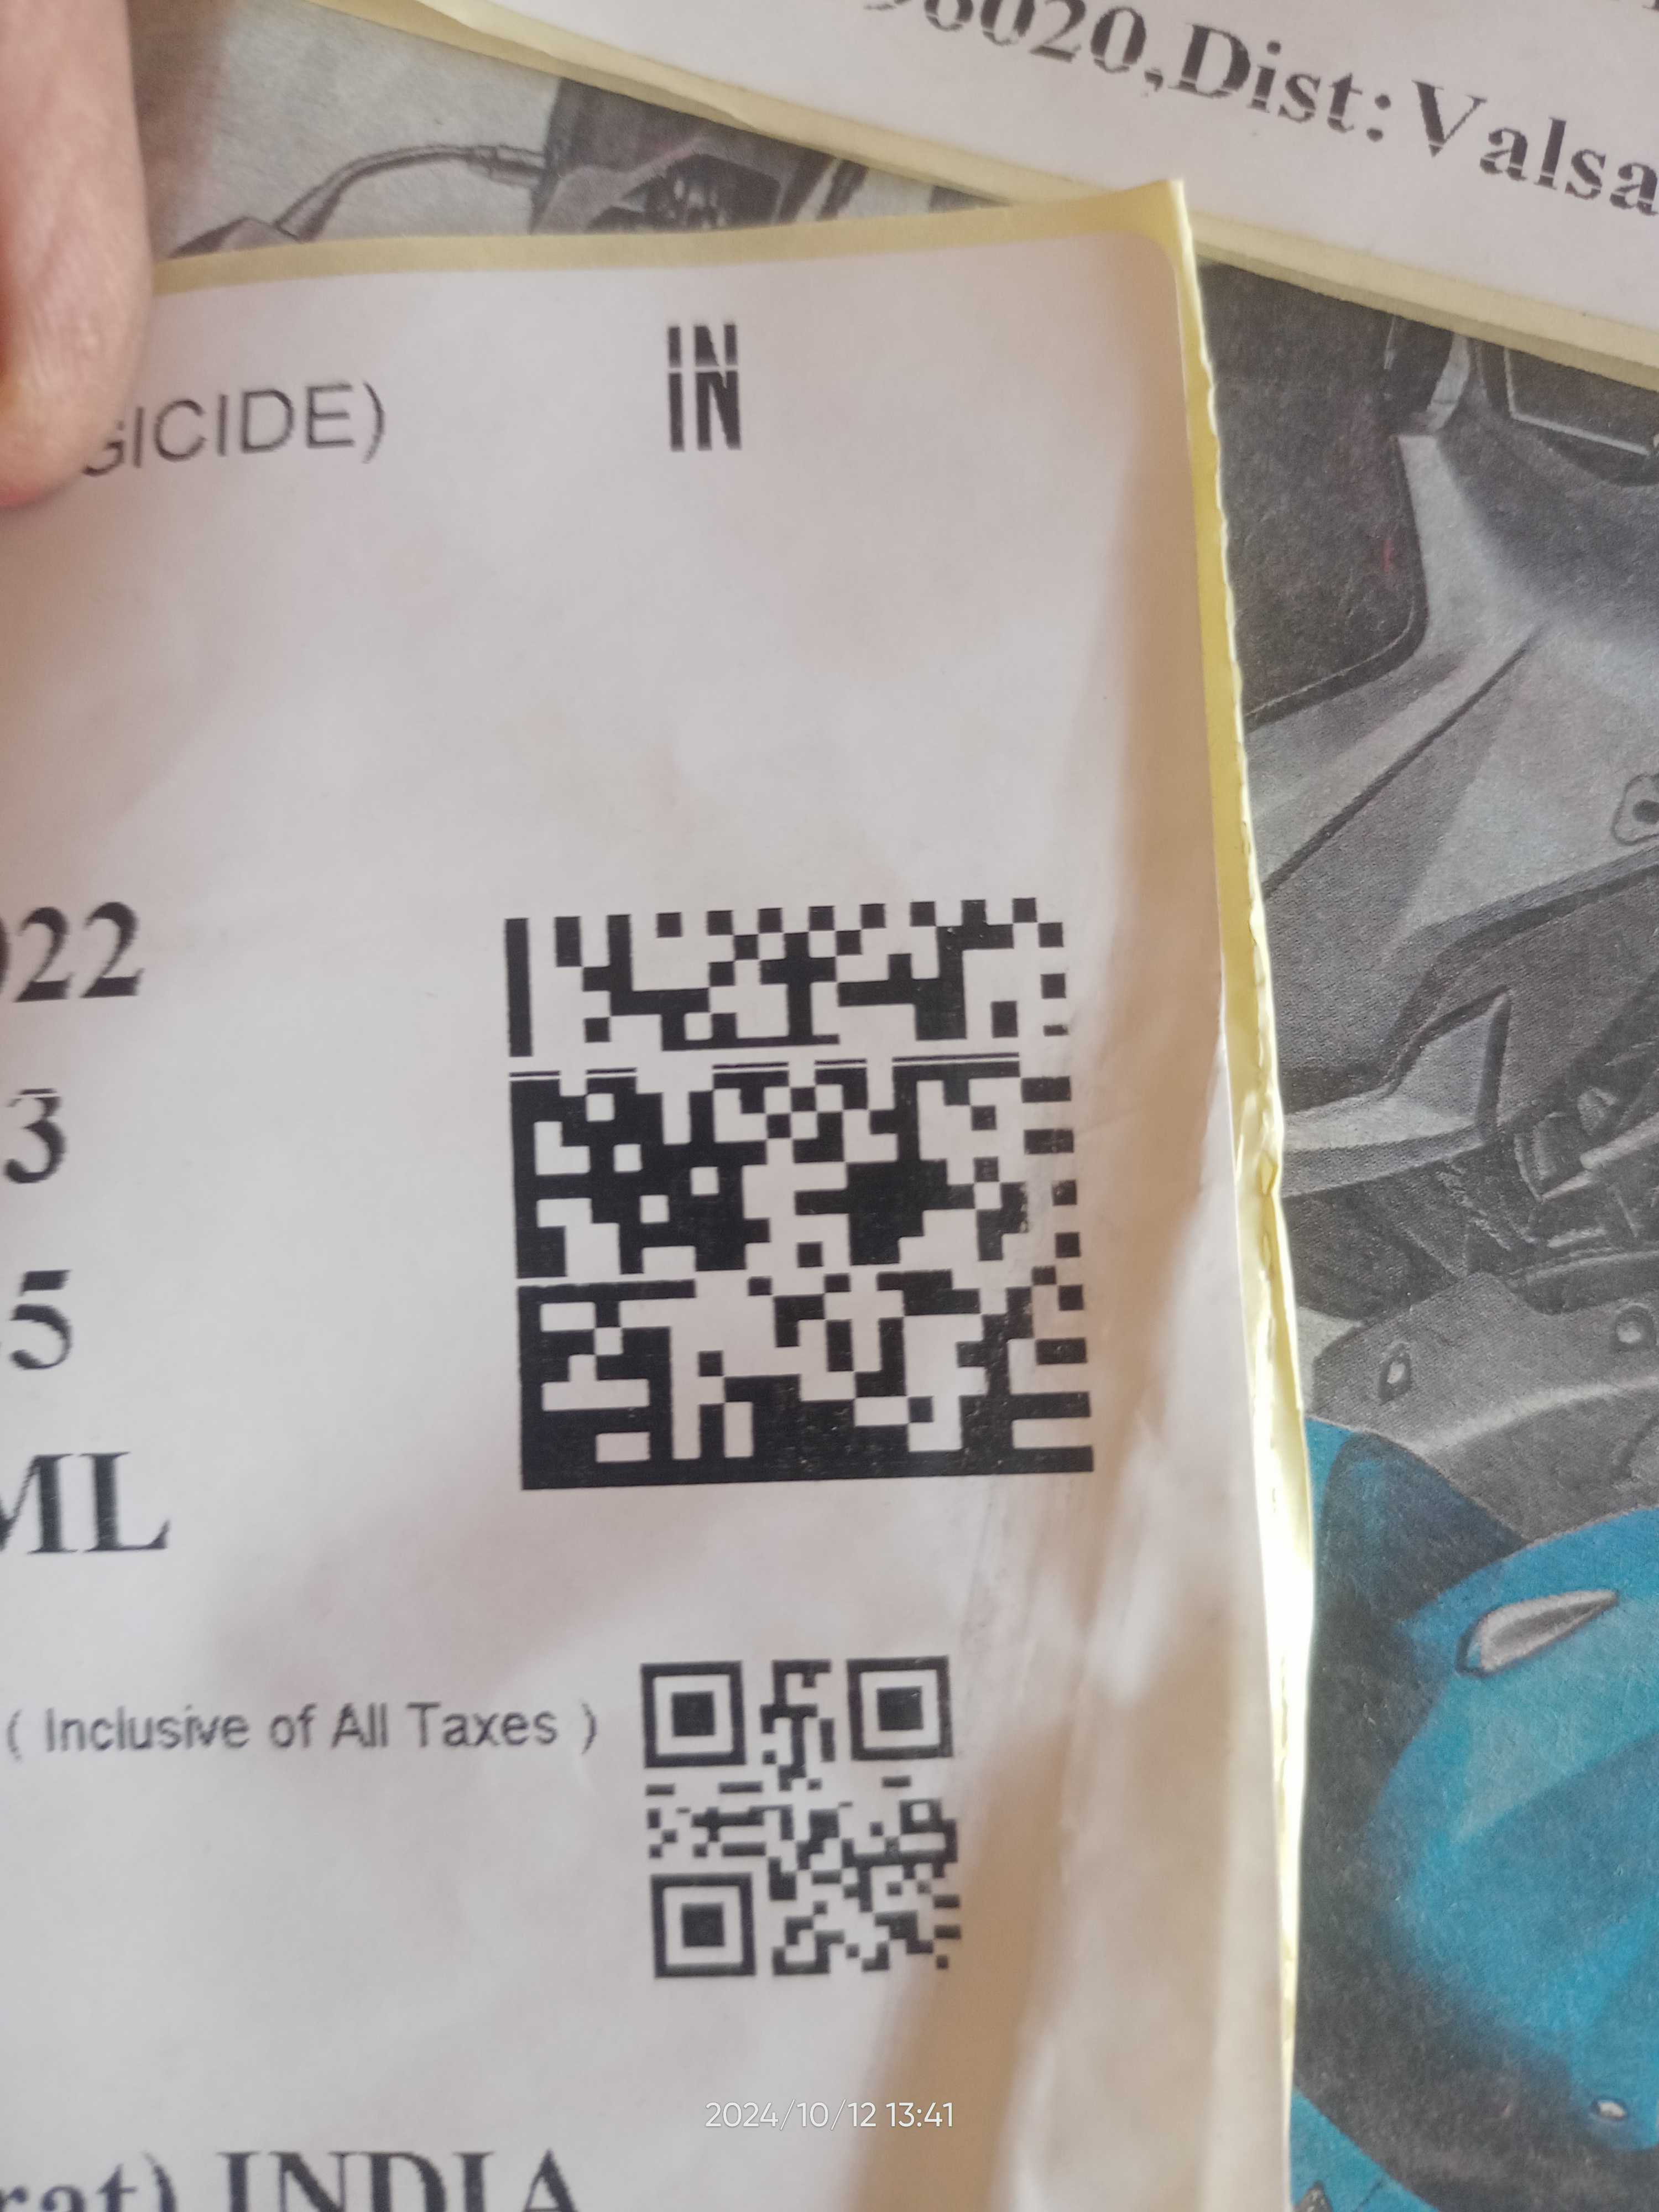 96020,Dist:Valsa
IN
GICIDE)
022
3
5
ML
( Inclusive of All Taxes )
2024/10/12 13:41
rat) INDIA